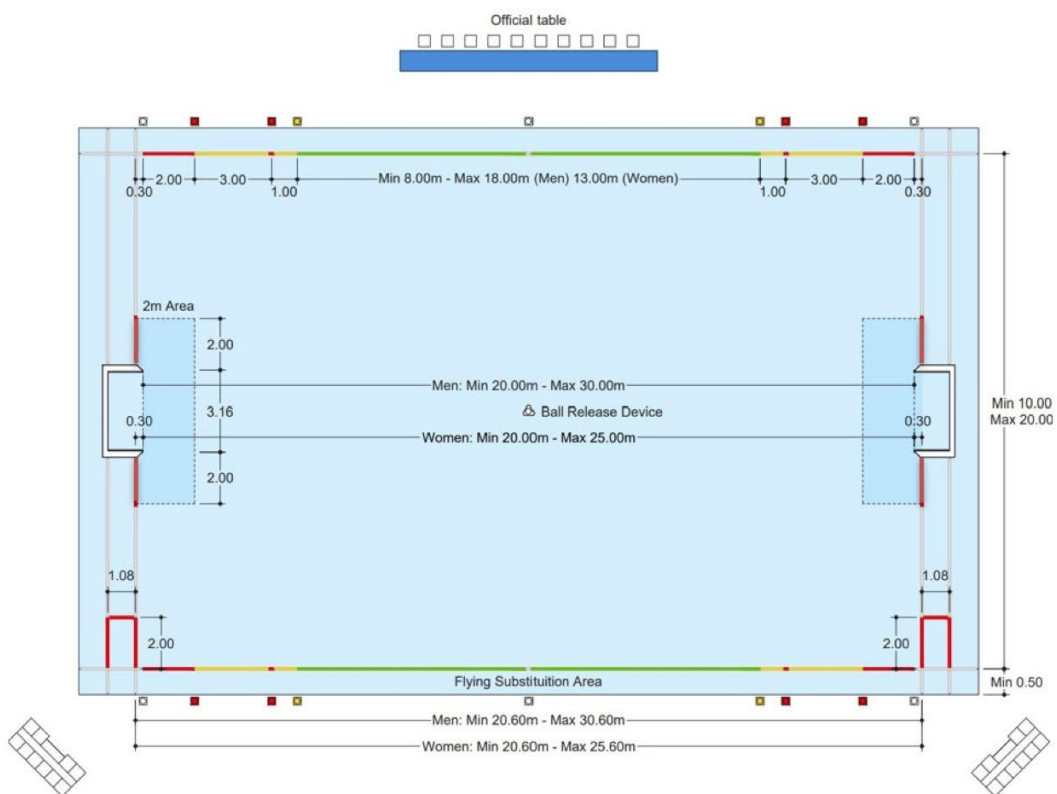 Official table
0.30
2.00
3.00
1.00
Min 8.00m - Max 18.00m (Men) 13.00m (Women)
1.00
3.00
2.00
0.30
2m Area
2.00
Men: Min 20.00m - Max 30.00m
3.16
Ball Release Device
Min 10.00
Max 20.00
0.30
Women: Min 20.00m - Max 25.00m
0.30
2.00
1.08
1.08
2.00
2.00
Flying Substituition Area
Min 0.50
Men: Min 20.60m - Max 30.60m
Women: Min 20.60m - Max 25.60m